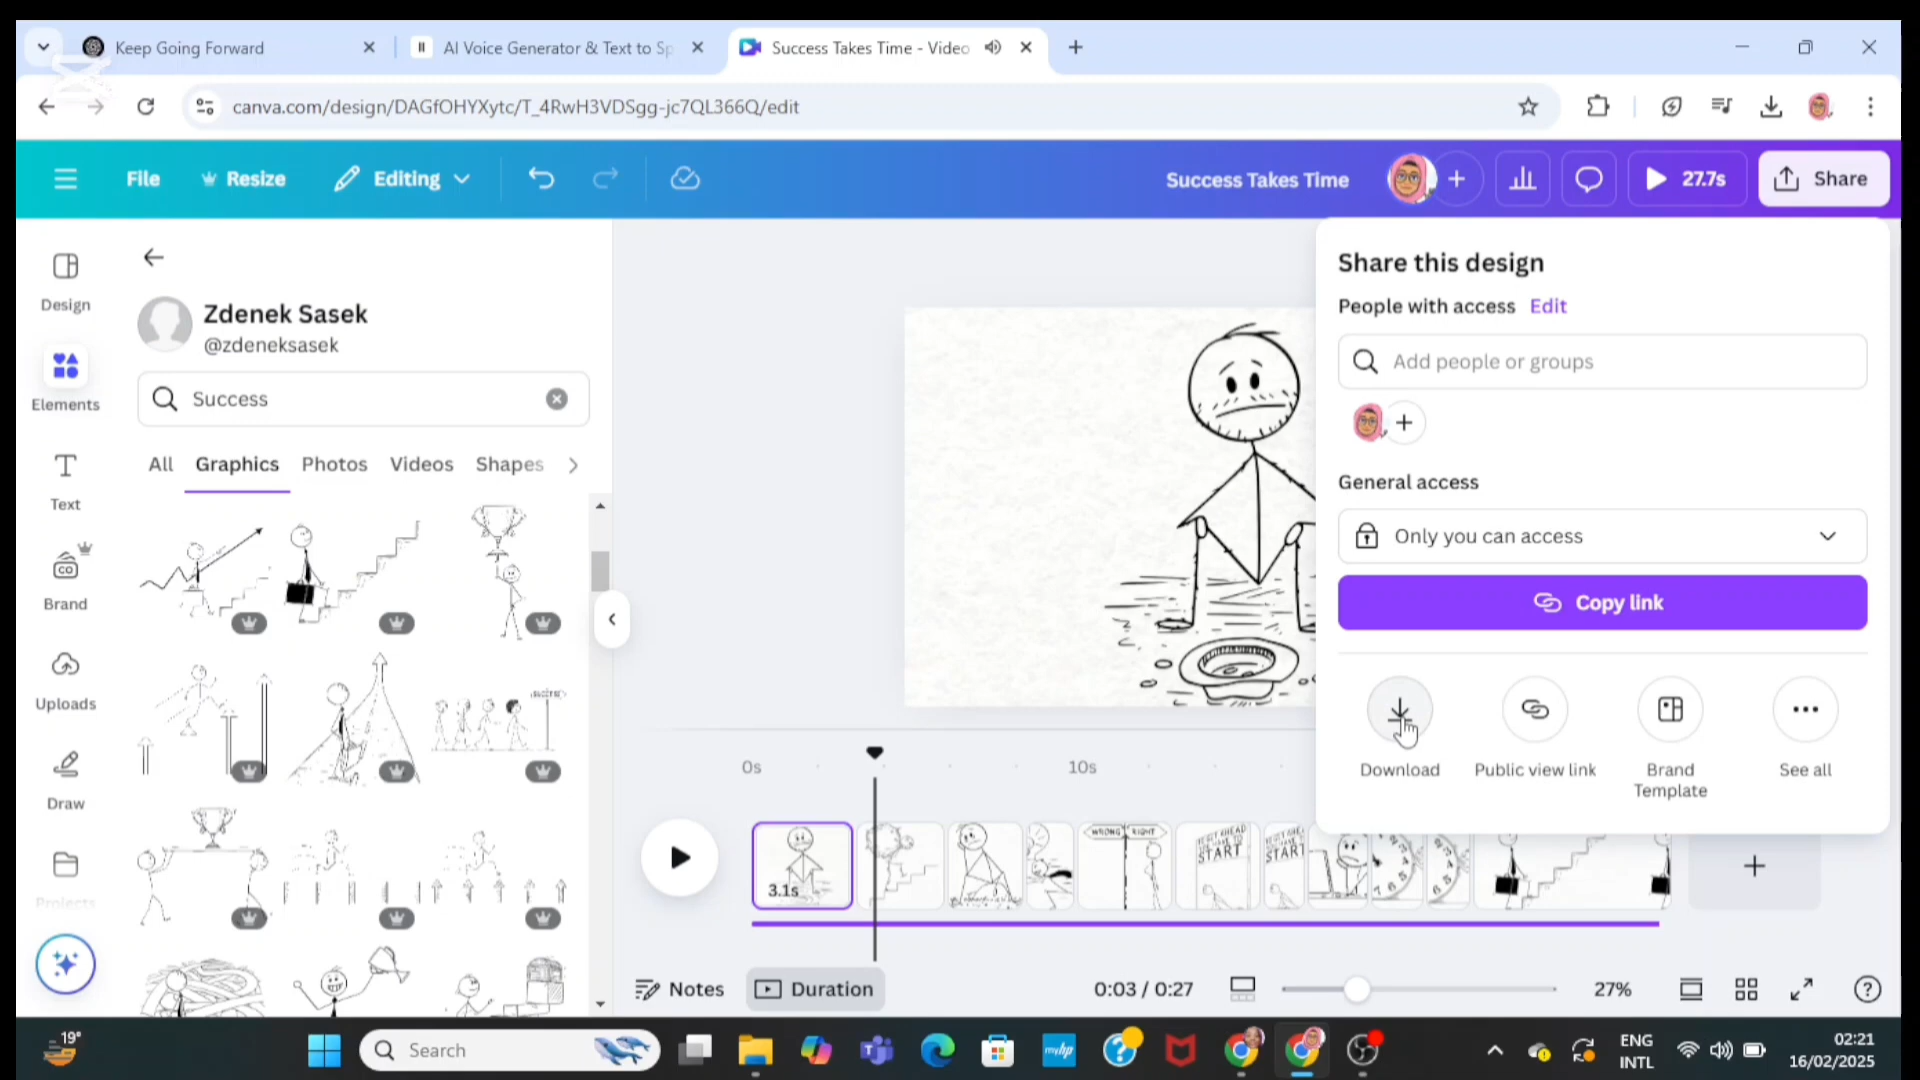 Keep Going Forward
AI Voice Generator & Text to Sp
Success Takes Time - Video
canva.com/design/DAGfOHYXytc/T_4RwH3VDSgg-jc7QL366Q/edit
File
Resize
Editing
Success Takes Time
27.7s
Share
Design
Elements
Text
Brand
Uploads
Draw
Projects
Zdenek Sasek
@zdeneksasek
Success
All
Graphics
Photos
Videos
Shapes
SUCCESS
Share this design
People with access
Edit
Add people or groups
General access
Only you can access
Copy link
Download
Public view link
Brand
Template
See all
0s
10s
3.1s
WRONG
RIGHT
START
START
Notes
Duration
0:03 / 0:27
27%
19°
Search
myhp
ENG
INTL
02:21
16/02/2025